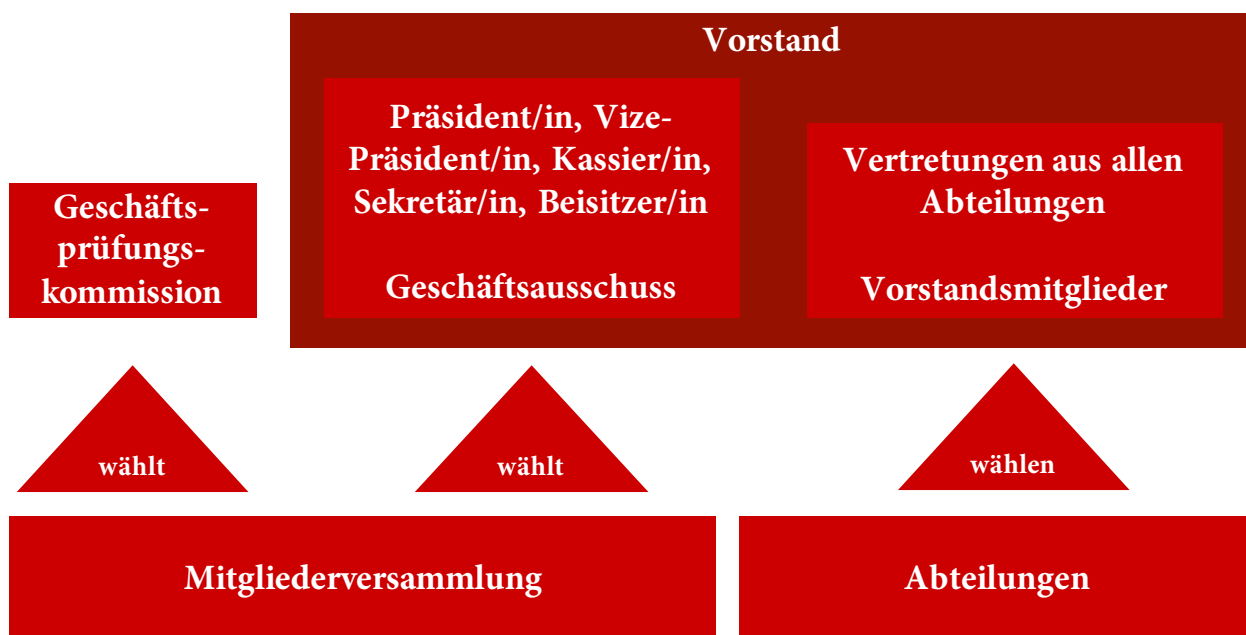 Vorstand
Präsident/in, Vize-
Präsident/in, Kassier/in,
Sekretär/in, Beisitzer/in
Geschäftsausschuss
Vertretungen aus allen
Abteilungen
Vorstandsmitglieder
Geschäfts-
prüfungs-
kommission
wählt
wählt
wählen
Mitgliederversammlung
Abteilungen